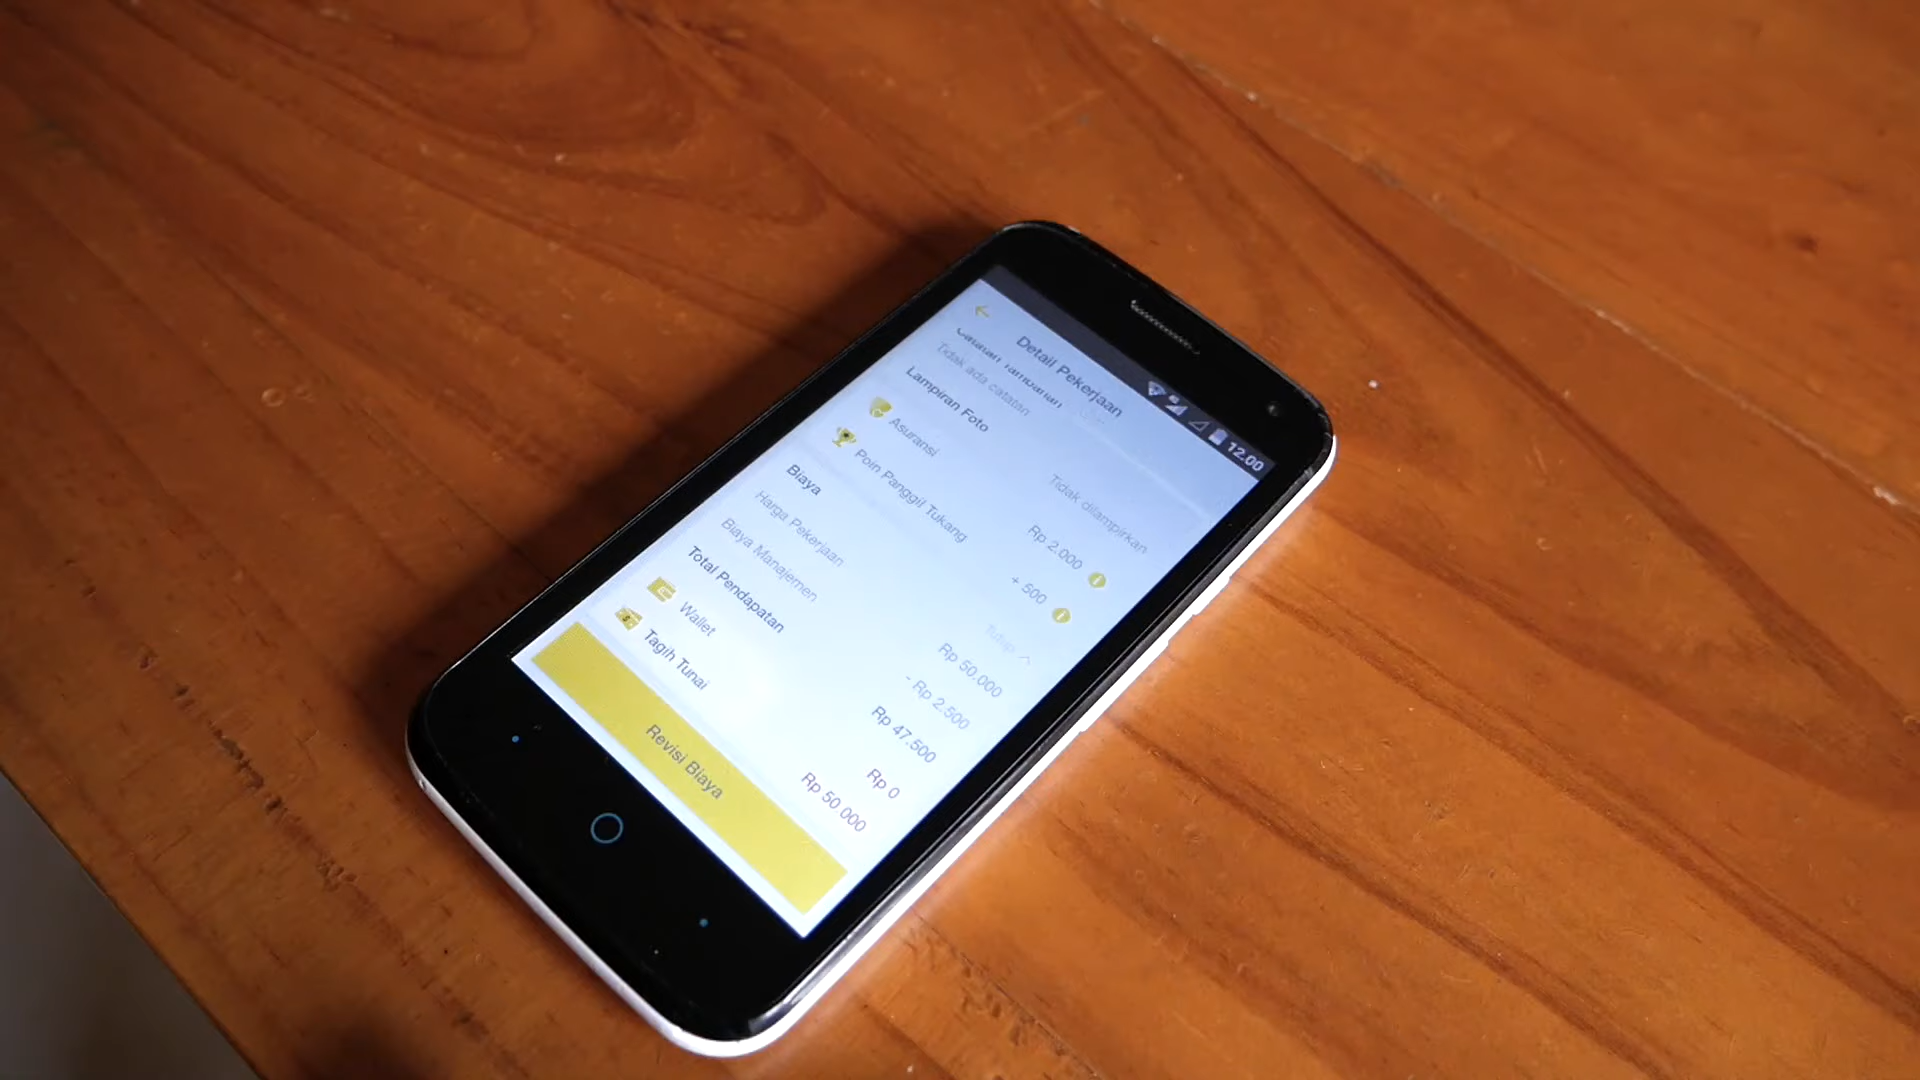 12.00
Detail Pekerjaan
Catatan Tambahan
Tidak ada catatan
Lampiran Foto Tidak dilampirkan
Asuransi Rp 2.000
Poin Panggil Tukang + 500
Biaya Tutup
Harga Pekerjaan Rp 50.000
Biaya Manajemen - Rp 2.500
Total Pendapatan Rp 47.500
Wallet Rp 0
Tagih Tunai Rp 50.000
Revisi Biaya